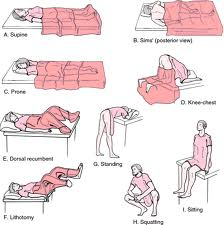 A. Supine
B. Sims' (posterior view)
C. Prone
D. Knee-chest
E. Dorsal recumbent
G. Standing
I. Sitting
F. Lithotomy
H. Squatting